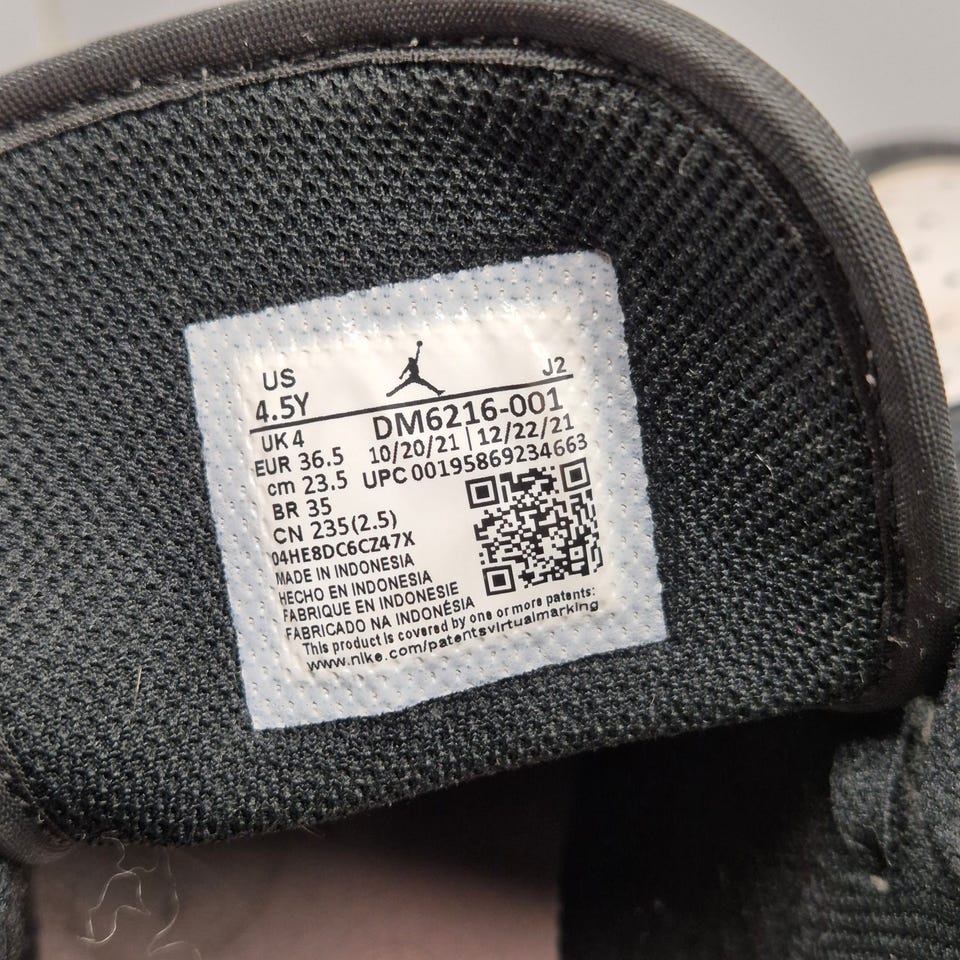 US
4.5Y
J2
UK 4
EUR 36.5
cm 23.5
BR 35
CN 235(2.5)
DM6216-001
10/20/21 | 12/22/21
UPC 00195869234663
04HE8DC6CZ47X
MADE IN INDONESIA
HECHO EN INDONESIA
FABRIQUE EN INDONESIE
FABRICADO NA INDONÉSIA
This product is covered by one or more patents:
www.nike.com/patentsvirtualmarking